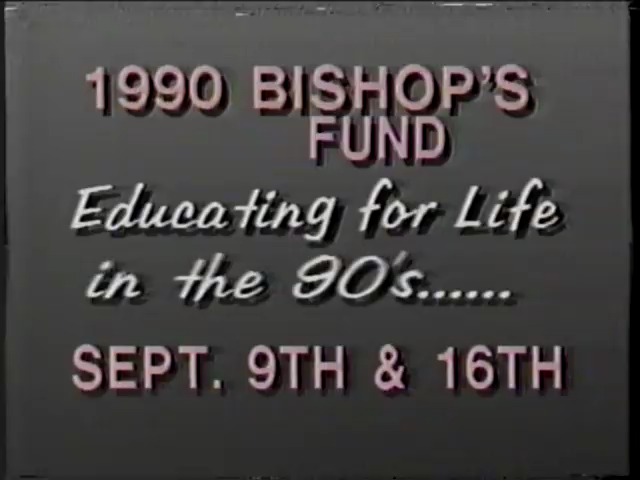 1990 BISHOP'S
FUND
Educating for Life
in the 90's......
SEPT. 9TH & 16TH